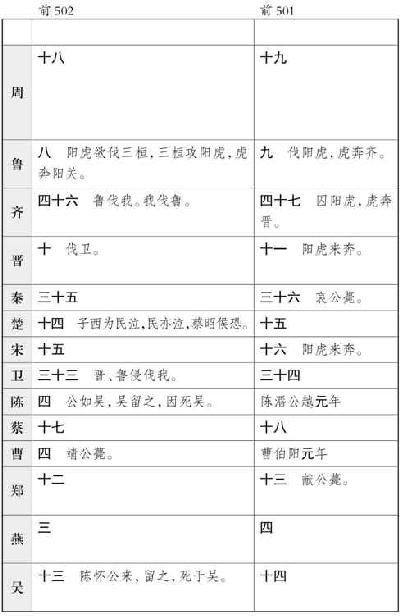 前502 前501
周 十八 十九
鲁 八 阳虎欲伐三桓，三桓攻阳虎，虎 九 伐阳虎，虎奔齐。
奔阳关。
齐 四十六 鲁伐我。我伐鲁。 四十七 囚阳虎，虎奔
晋。
晋 十 伐卫。 十一 阳虎来奔。
秦 三十五 三十六 哀公薨。
楚 十四 子西为民泣，民亦泣，蔡昭侯恐。 十五
宋 十五 十六 阳虎来奔。
卫 三十三 晋、鲁侵伐我。 三十四
陈 四 公如吴，吴留之，因死吴。 陈湣公越元年
蔡 十七 十八
曹 四 靖公薨。 曹伯阳元年
郑 十二 十三 献公薨。
燕 三 四
吴 十三 陈怀公来，留之，死于吴。 十四